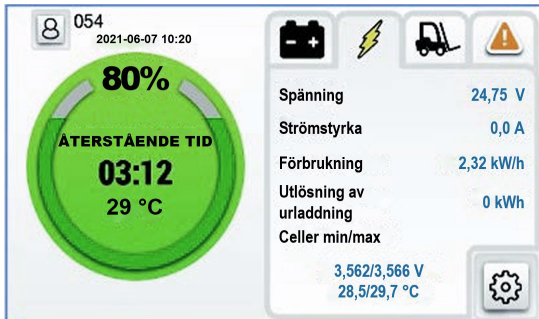 054
2021-06-07 10:20
80%
ÅTERSTÅENDE TID
03:12
29 °C
Spänning 24,75 V
Strömstyrka 0,0 A
Förbrukning 2,32 kW/h
Utlösning av
urladdning 0 kWh
Celler min/max
3,562/3,566 V
28,5/29,7 °C